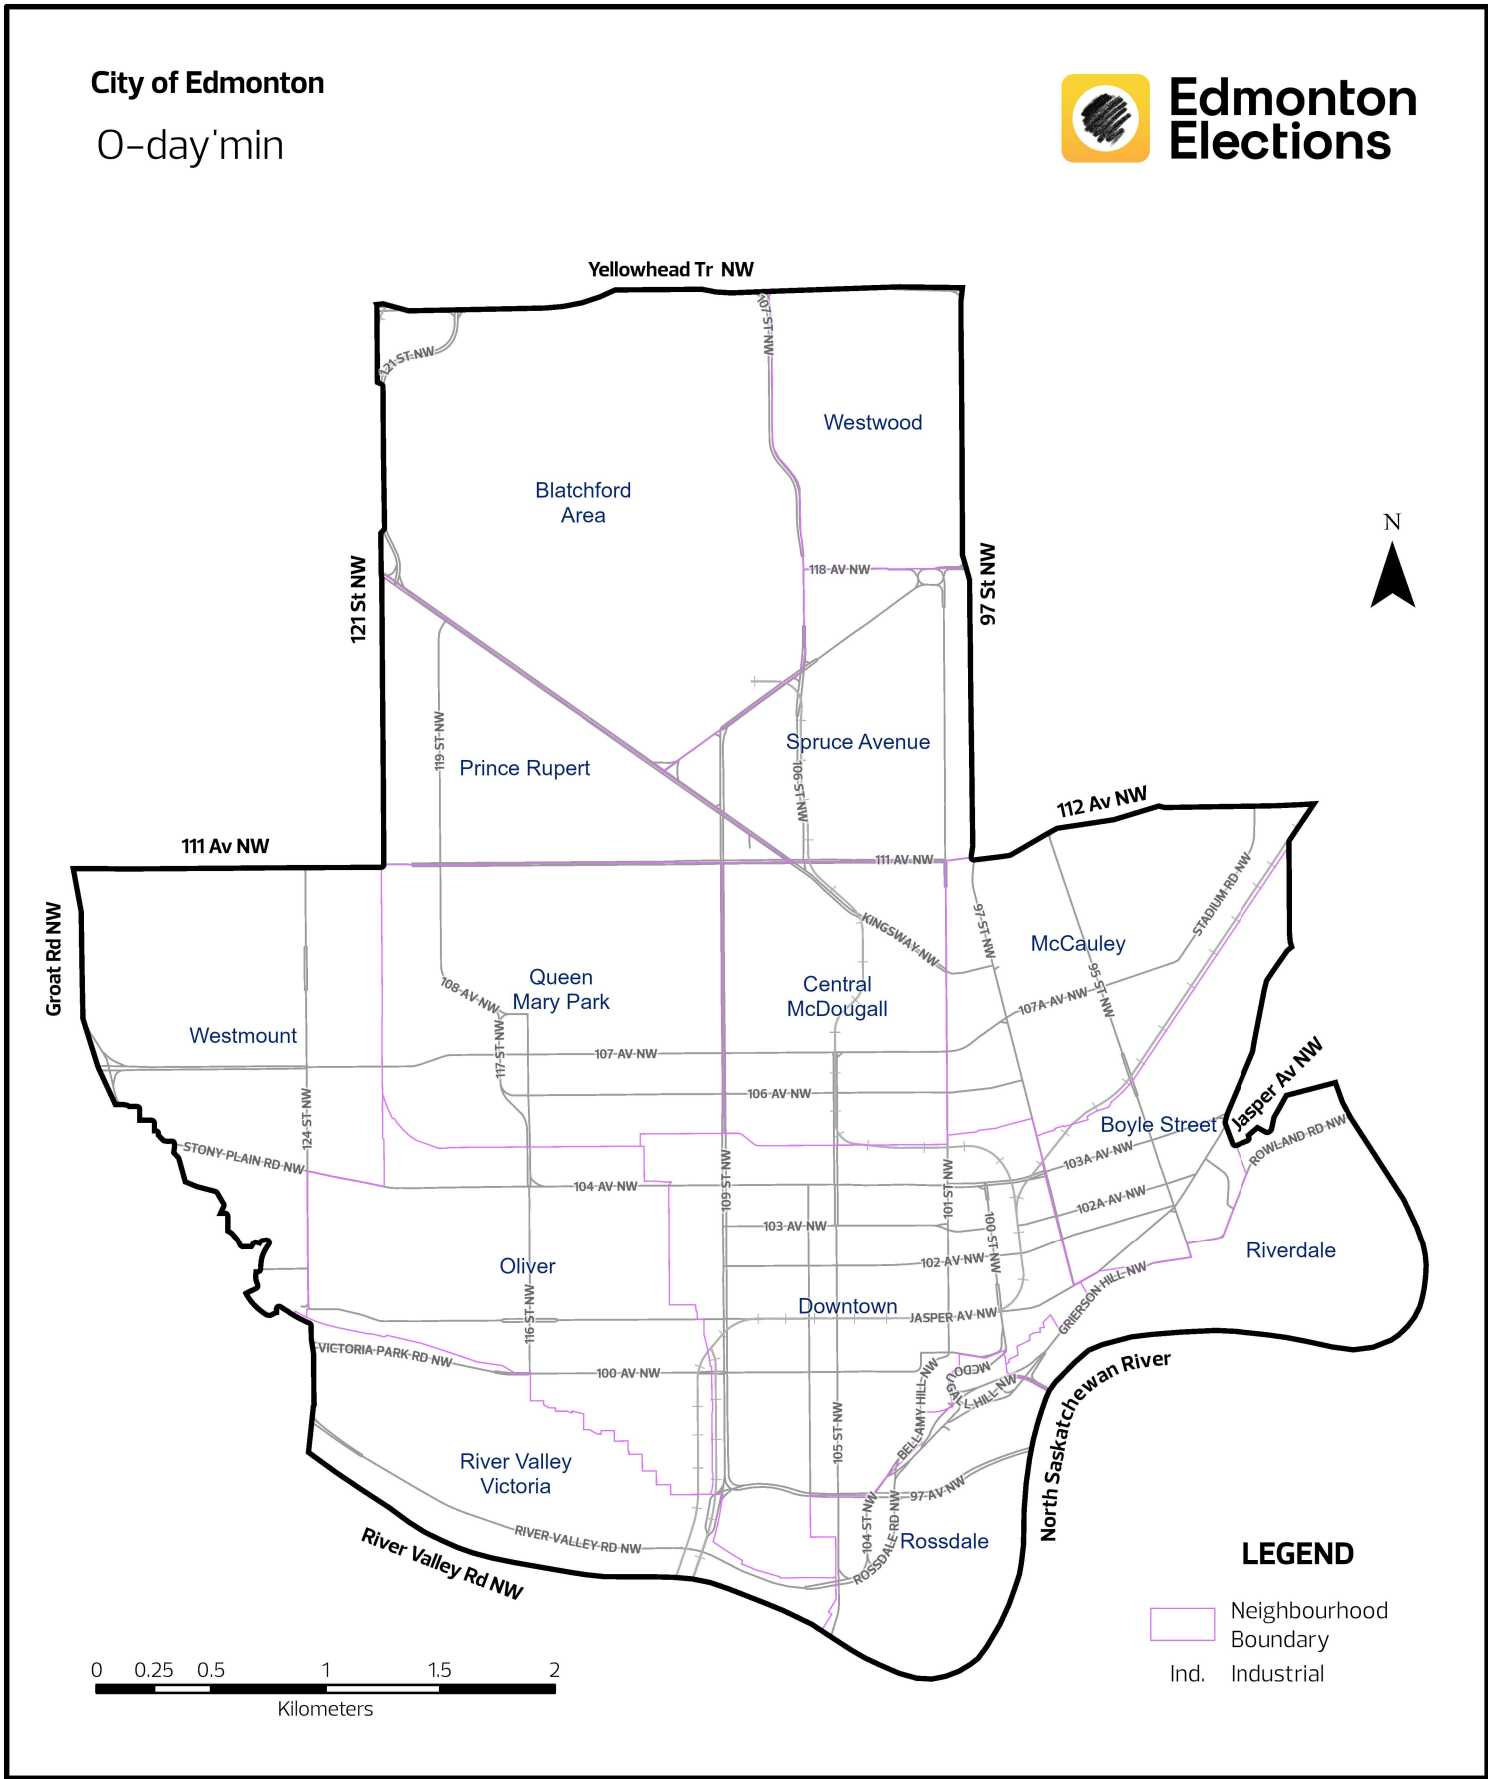 City of Edmonton
O-day'min
Edmonton
Elections
Yellowhead Tr NW
107 ST NW
121 ST NW
Westwood
Blatchford
Area
N
121 St NW
118 AV NW
97 St NW
119 ST NW
Prince Rupert
Spruce Avenue
106 ST NW
112 Av NW
111 Av NW
111 AV NW
Groat Rd NW
KINGSWAY NW
97 ST NW
McCauley
STADIUM RD NW
95 ST NW
107A AV NW
Queen
Mary Park
108 AV NW
Central
McDougall
Westmount
117 ST NW
107 AV NW
106 AV NW
124 ST NW
Boyle Street
Jasper Av NW
ROWLAND RD NW
STONY PLAIN RD NW
103A AV NW
104 AV NW
109 ST NW
101 ST NW
102A AV NW
103 AV NW
100 ST NW
Riverdale
Oliver
102 AV NW
116 ST NW
Downtown
JASPER AV NW
GRIERSON HILL NW
VICTORIA PARK RD NW
100 AV NW
MCDOUGALL HILL NW
BELLAMY HILL NW
105 ST NW
North Saskatchewan River
River Valley
Victoria
97 AV NW
104 ST NW
ROSSDALE RD NW
Rossdale
RIVER VALLEY RD NW
River Valley Rd NW
LEGEND
Neighbourhood
Boundary
Ind. Industrial
0 0.25 0.5 1 1.5 2
Kilometers